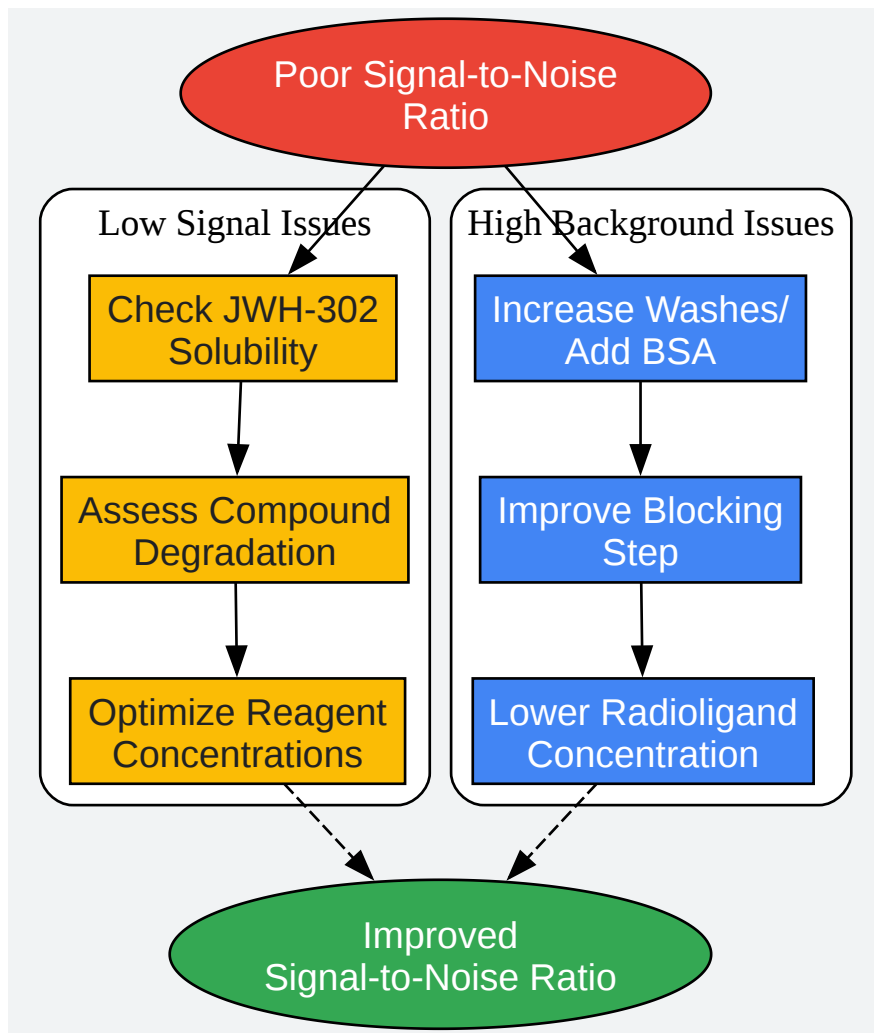 Poor Signal-to-Noise
Ratio
Low Signal Issues
Check JWH-302
Solubility
Assess Compound
Degradation
Optimize Reagent
Concentrations
High Background Issues
Increase Washes/
Add BSA
Improve Blocking
Step
Lower Radioligand
Concentration
Improved
Signal-to-Noise Ratio